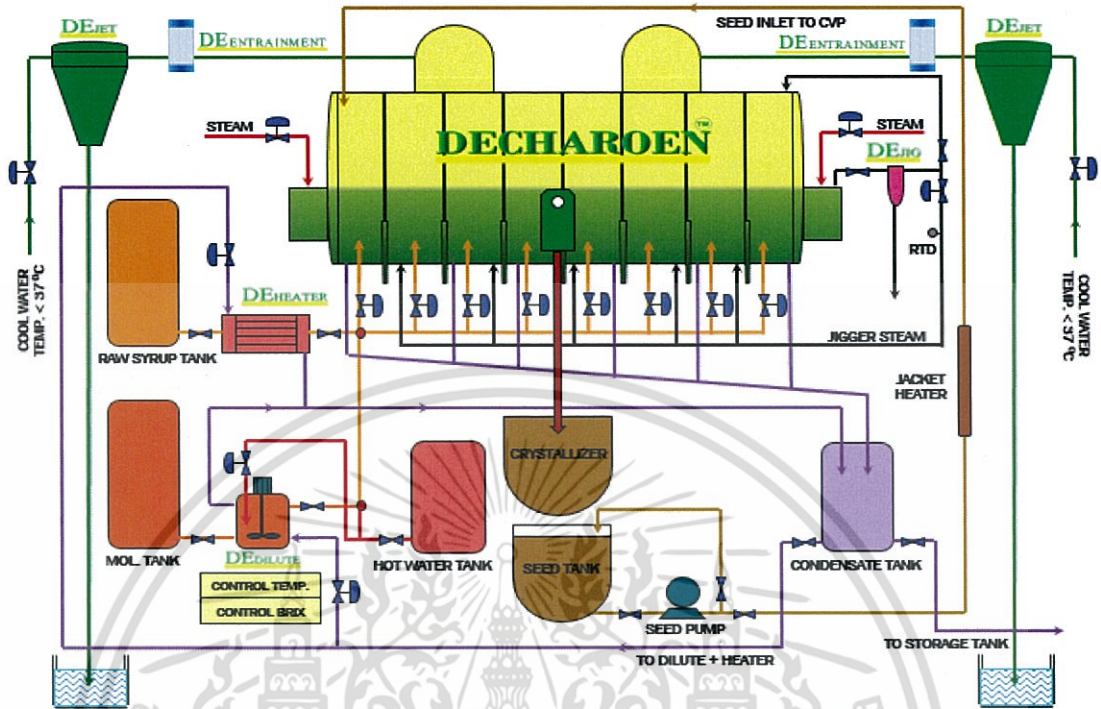 DEJET
DEENTRAINMENT
SEED INLET TO CVP
DEENTRAINMENT
DEJET
STEAM
DECHAROEN™
STEAM
DEJIG
COOL WATER
TEMP. < 37 °C
RTD
COOL WATER
TEMP. < 37 °C
DEHEATER
RAW SYRUP TANK
JIGGER STEAM
JACKET
HEATER
CRYSTALLIZER
MOL. TANK
DEDILUTE
HOT WATER TANK
SEED TANK
CONDENSATE TANK
CONTROL TEMP.
CONTROL BRIX
SEED PUMP
TO STORAGE TANK
TO DILUTE + HEATER